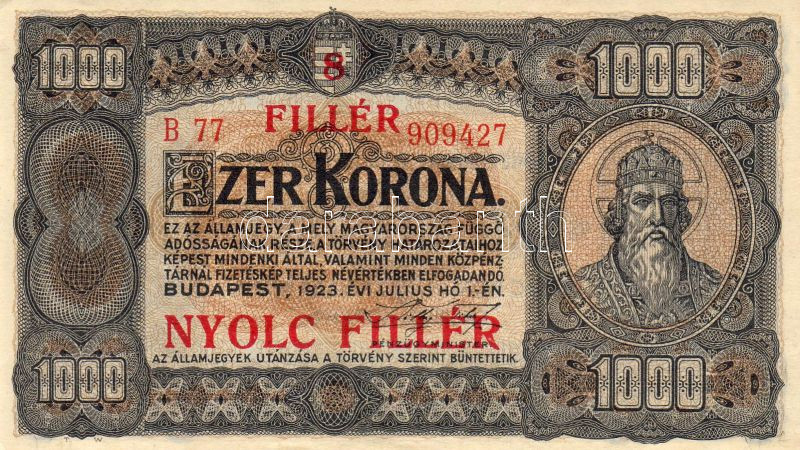 1000 1000
8
FILLÉR
B 77 909427
EZER KORONA.
EZ AZ ÁLLAMJEGY, A MELY MAGYARORSZÁG FÜGGŐ
ADÓSSÁGÁNAK RÉSZE, A TÖRVÉNY HATÁROZATAIHOZ
KÉPEST MINDENKI ÁLTAL, VALAMINT MINDEN KÖZPÉNZ-
TÁRNÁL FIZETÉSKÉP TELJES NÉVÉRTÉKBEN ELFOGADANDÓ.
BUDAPEST, 1923. ÉVI JULIUS HÓ 1.-ÉN.
NYOLC FILLÉR
PÉNZÜGYMINISTER.
AZ ÁLLAMJEGYEK UTÁNZÁSA A TÖRVÉNY SZERINT BÜNTETTETIK.
1000 1000